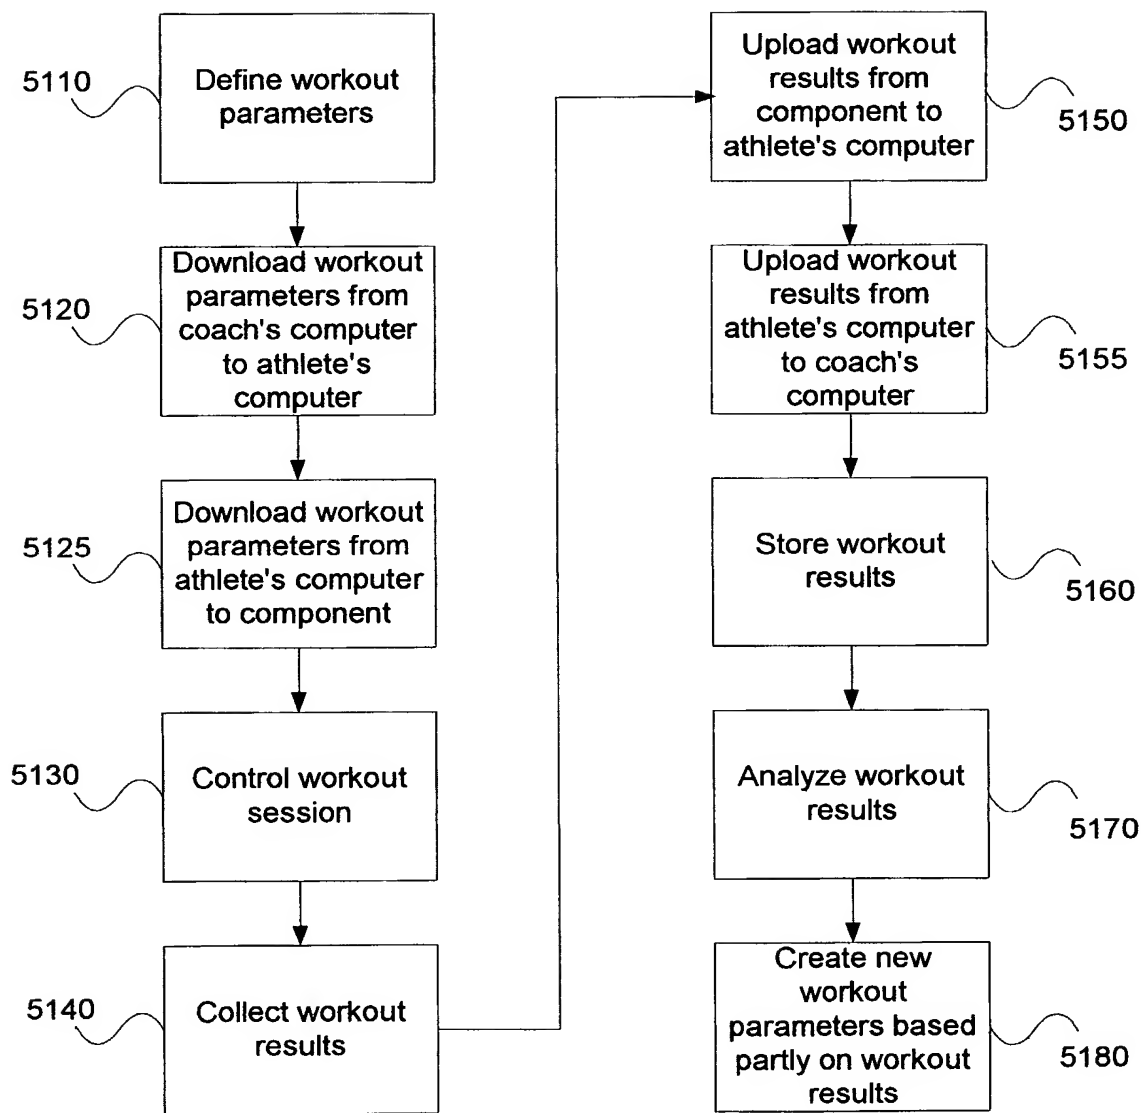 5110
Define workout
parameters
5120
Download workout
parameters from
coach's computer
to athlete's
computer
5125
Download workout
parameters from
athlete's computer
to component
5130
Control workout
session
5140
Collect workout
results
Upload workout
results from
component to
athlete's computer
5150
Upload workout
results from
athlete's computer
to coach's
computer
5155
Store workout
results
5160
Analyze workout
results
5170
Create new
workout
parameters based
partly on workout
results
5180